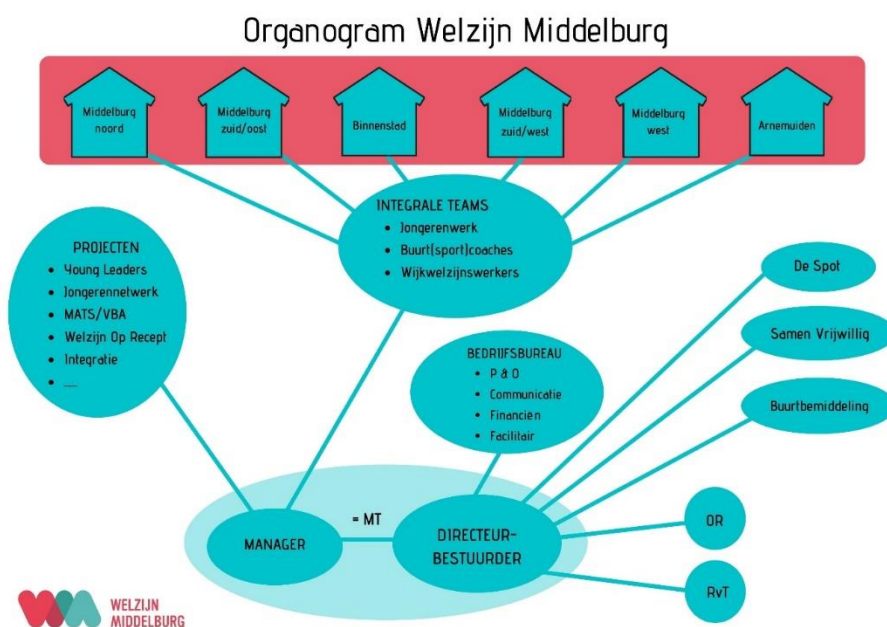 Organogram Welzijn Middelburg
Middelburg
noord
Middelburg
zuid/oost
Binnenstad
Middelburg
zuid/west
Middelburg
west
Arnemuiden
INTEGRALE TEAMS
• Jongerenwerk
• Buurt(sport)coaches
• Wijkwelzijnswerkers
PROJECTEN
• Young Leaders
• Jongerennetwerk
• MATS/VBA
• Welzijn Op Recept
• Integratie
• __
De Spot
Samen Vrijwillig
Buurtbemiddeling
BEDRIJFSBUREAU
• P & O
• Communicatie
• Financiën
• Facilitair
MANAGER
= MT
DIRECTEUR-
BESTUURDER
OR
RvT
WELZIJN
MIDDELBURG